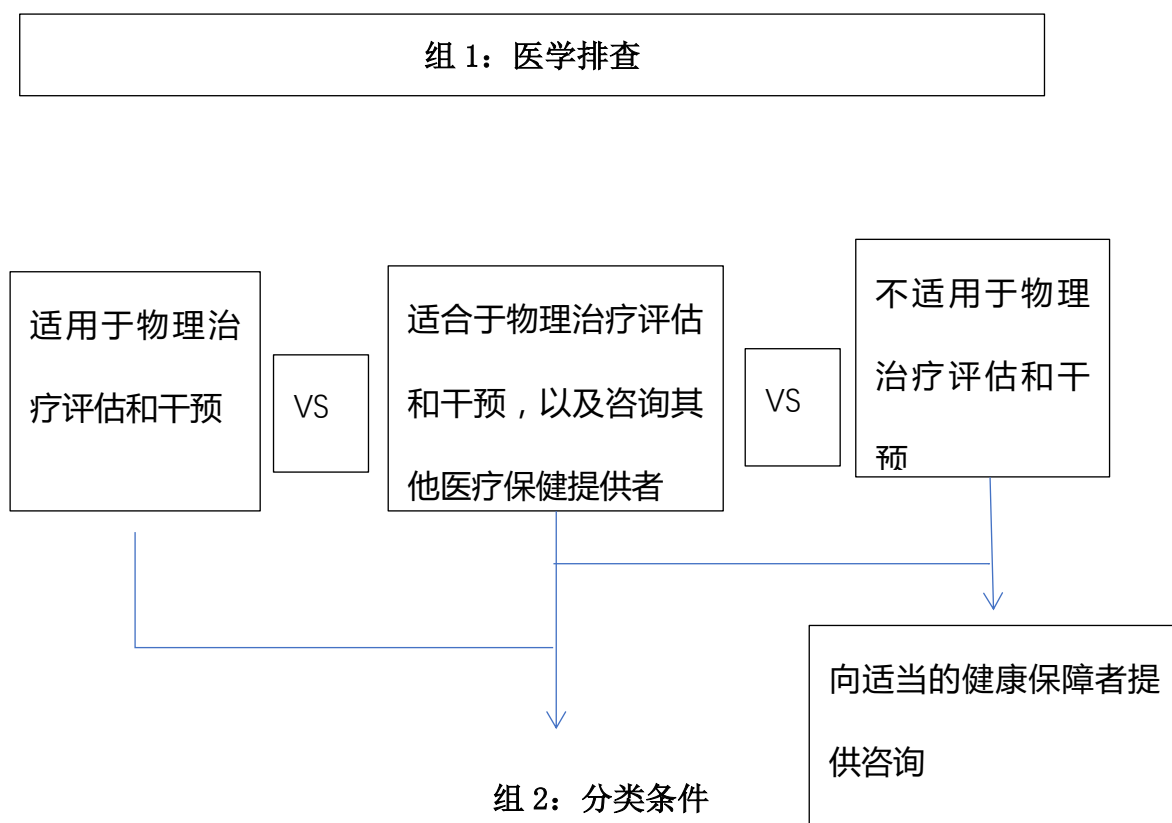 组 1：医学排查
适用于物理治
疗评估和干预
VS
适合于物理治疗评估
和干预，以及咨询其
他医疗保健提供者
VS
不适用于物理
治疗评估和干
预
向适当的健康保障者提
供咨询
组 2：分类条件